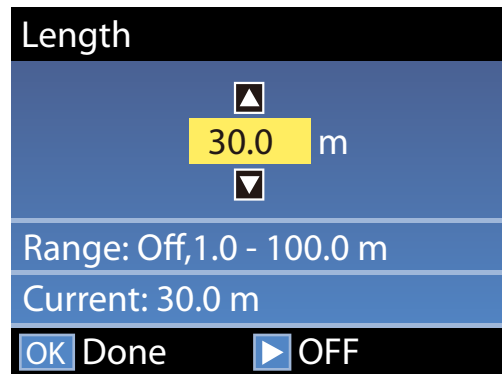 Length
30.0 m
Range: Off,1.0 - 100.0 m
Current: 30.0 m
OK Done OFF